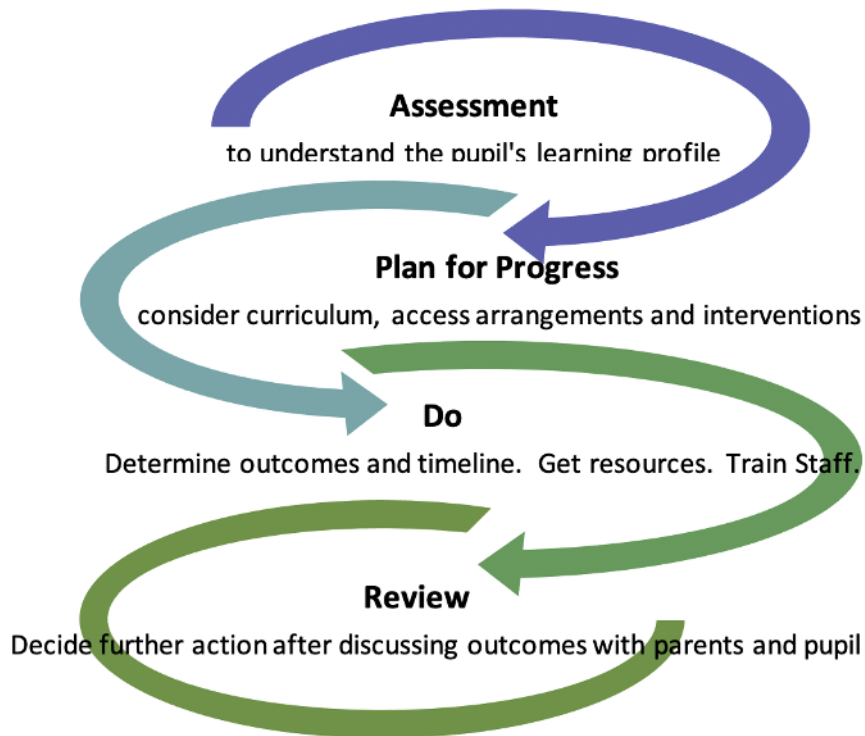 Assessment
to understand the pupil's learning profile
Plan for Progress
consider curriculum, access arrangements and interventions
Do
Determine outcomes and timeline. Get resources. Train Staff.
Review
Decide further action after discussing outcomes with parents and pupil